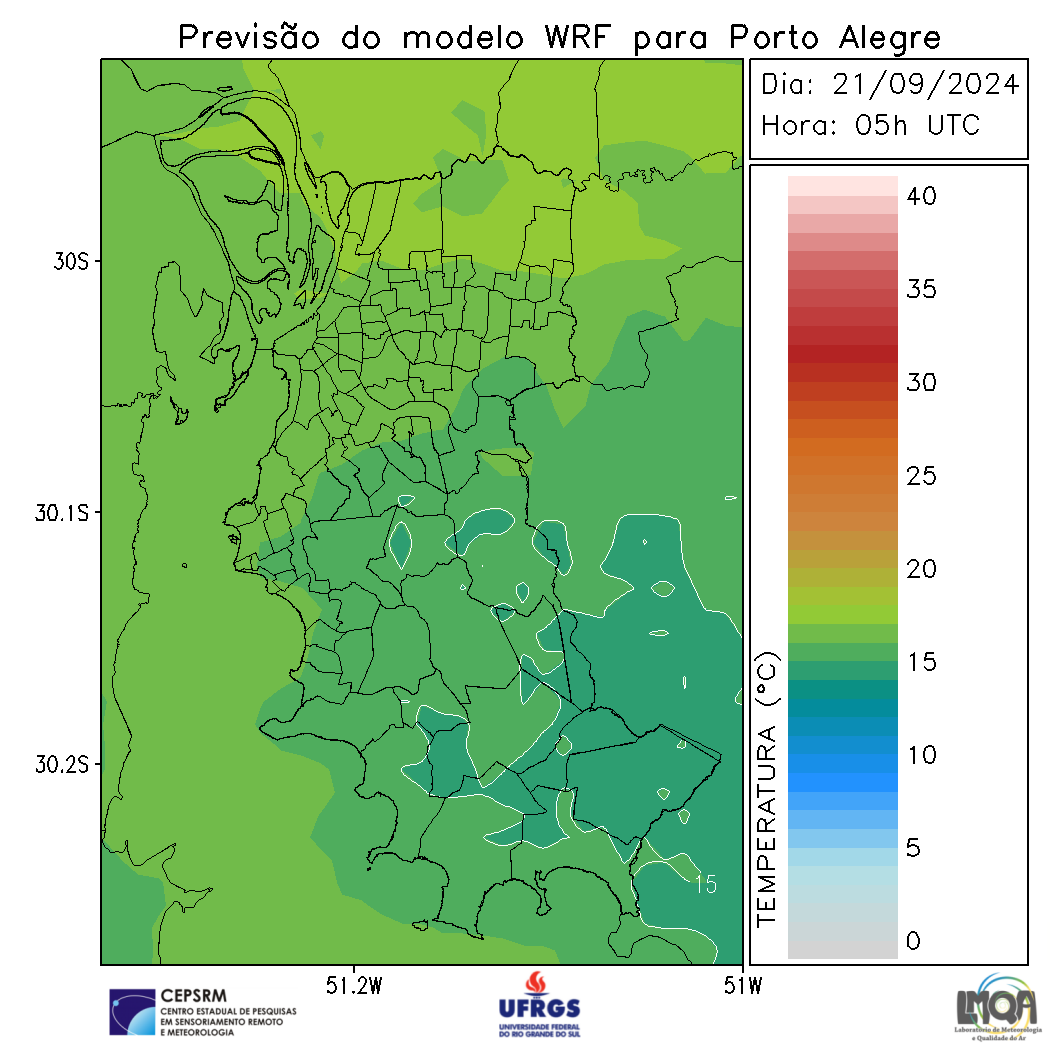 Previsão do modelo WRF para Porto Alegre
Dia: 21/09/2024
Hora: 05h UTC
30S
30.1S
30.2S
51.2W
51W
15
40
35
30
25
20
15
10
5
0
TEMPERATURA (°C)
CEPSRM
CENTRO ESTADUAL DE PESQUISAS
EM SENSORIAMENTO REMOTO
E METEOROLOGIA
UFRGS
UNIVERSIDADE FEDERAL
DO RIO GRANDE DO SUL
LMQA
Laboratório de Meteorologia
e Qualidade do Ar